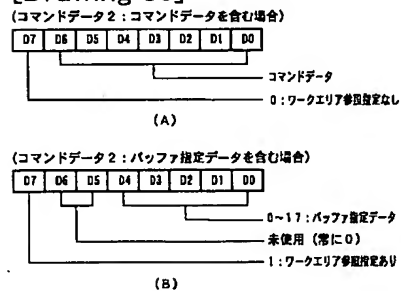 (コマンドデータ2:コマンドデータを含む場合)
D7 D6 D5 D4 D3 D2 D1 D0
コマンドデータ
0:ワークエリア参照指定なし
(A)
(コマンドデータ2:バッファ指定データを含む場合)
D7 D6 D5 D4 D3 D2 D1 D0
0~17:バッファ指定データ
未使用(常に0)
1:ワークエリア参照指定あり
(B)